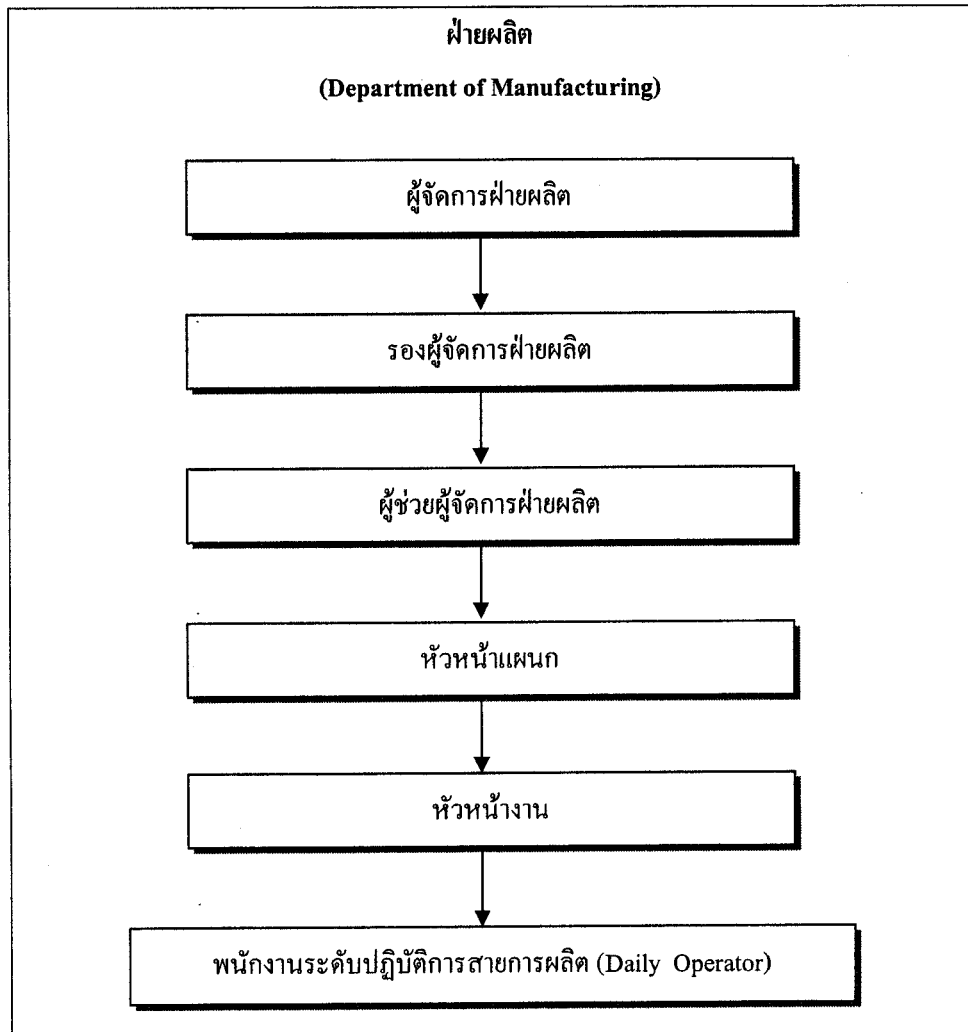 ฝ่ายผลิต
(Department of Manufacturing)
ผู้จัดการฝ่ายผลิต
รองผู้จัดการฝ่ายผลิต
ผู้ช่วยผู้จัดการฝ่ายผลิต
หัวหน้าแผนก
หัวหน้างาน
พนักงานระดับปฏิบัติการสายการผลิต (Daily Operator)